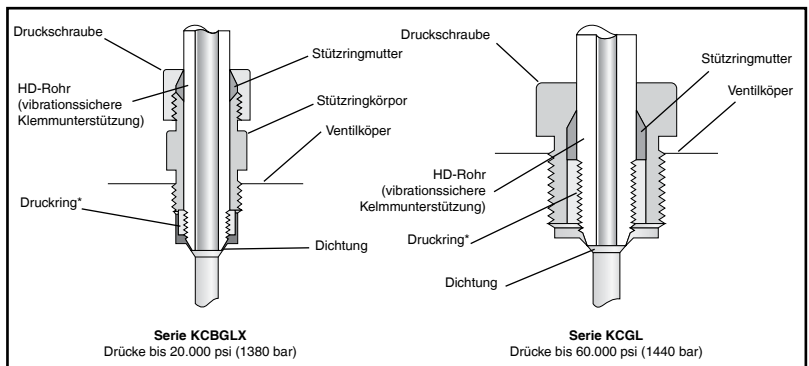 Druckschraube
HD-Rohr
(vibrationssichere
Klemmunterstützung)
Druckring*
Stützringmutter
Stützringkörpor
Ventilköper
Dichtung
Serie KCBGLX
Drücke bis 20.000 psi (1380 bar)
Druckschraube
Stützringmutter
Ventilköper
HD-Rohr
(vibrationssichere
Kelmmunterstützung)
Druckring*
Dichtung
Serie KCGL
Drücke bis 60.000 psi (1440 bar)